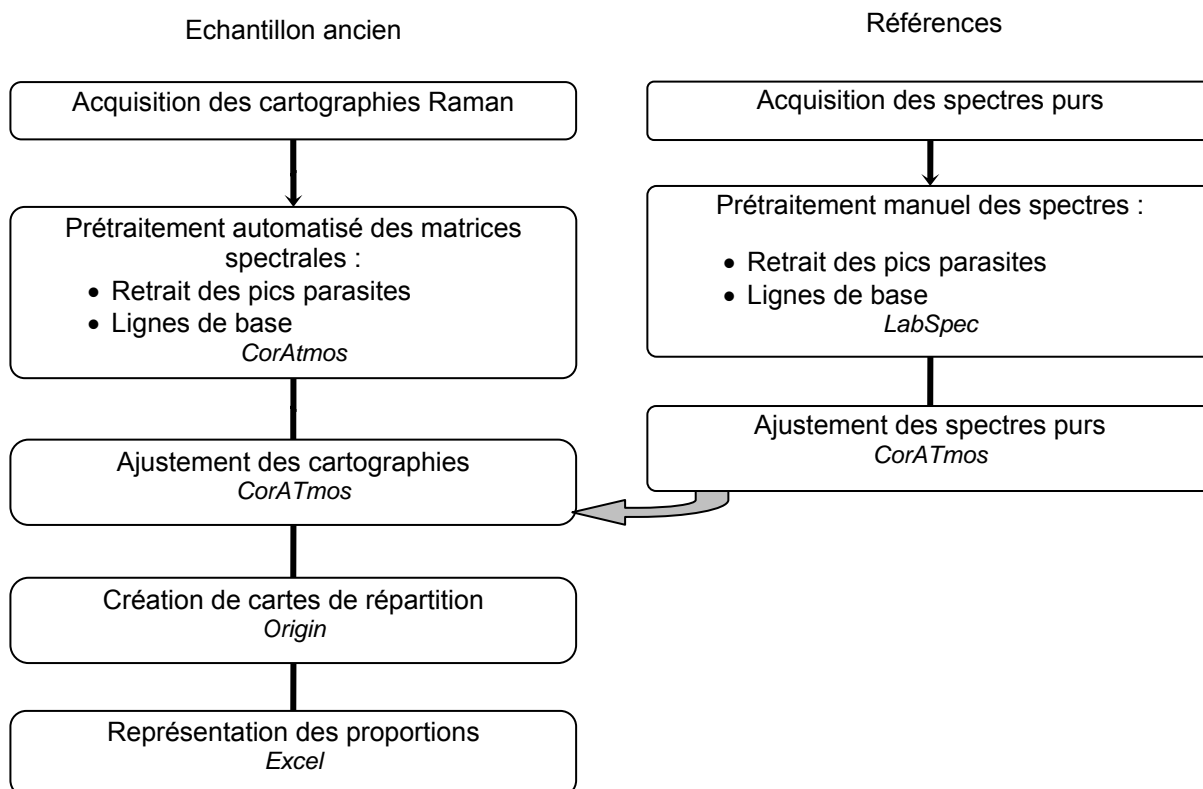 Echantillon ancien
Acquisition des cartographies Raman
Prétraitement automatisé des matrices
spectrales :
• Retrait des pics parasites
• Lignes de base
CorAtmos
Ajustement des cartographies
CorATmos
Création de cartes de répartition
Origin
Représentation des proportions
Excel
Références
Acquisition des spectres purs
Prétraitement manuel des spectres :
• Retrait des pics parasites
• Lignes de base
LabSpec
Ajustement des spectres purs
CorATmos